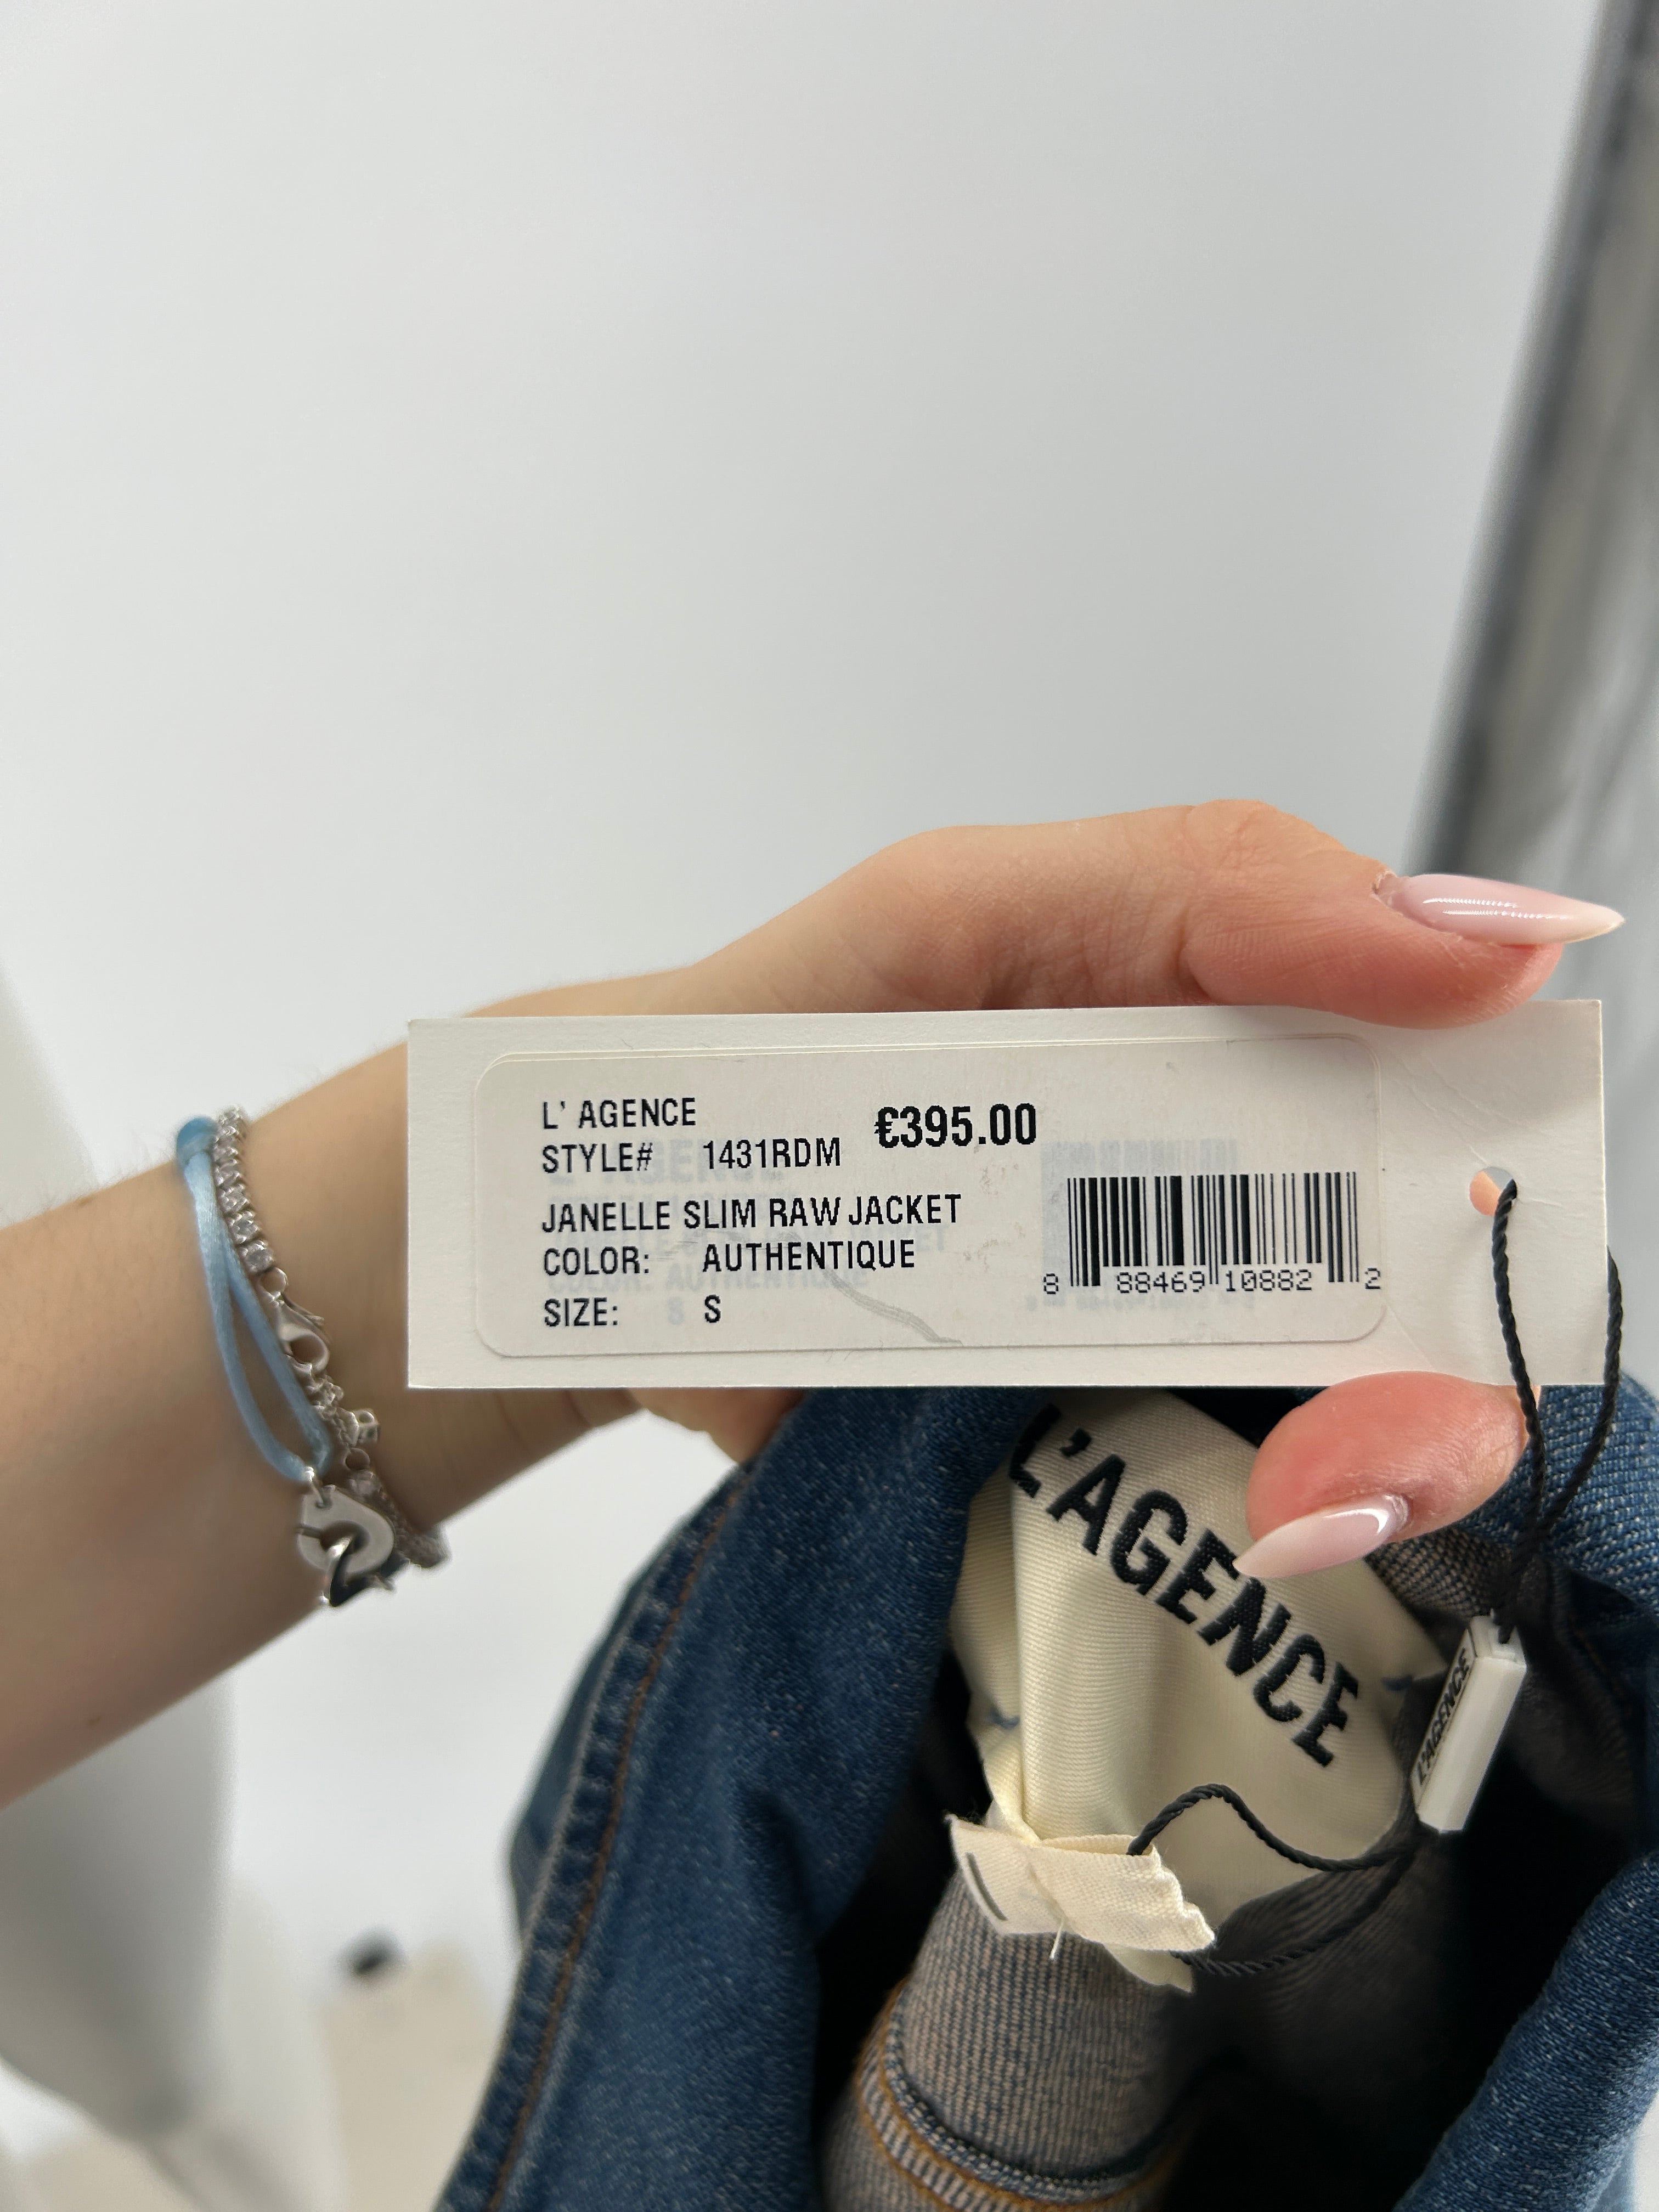 L' AGENCE
€395.00
STYLE# 1431RDM
JANELLE SLIM RAW JACKET
COLOR: AUTHENTIQUE
SIZE: S
8 88469 10882 2
L'AGENCE
L'AGENCE